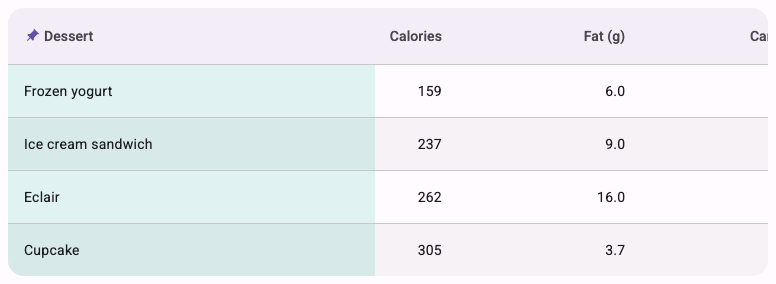 Dessert Calories Fat (g)
Frozen yogurt 159 6.0
Ice cream sandwich 237 9.0
Eclair 262 16.0
Cupcake 305 3.7